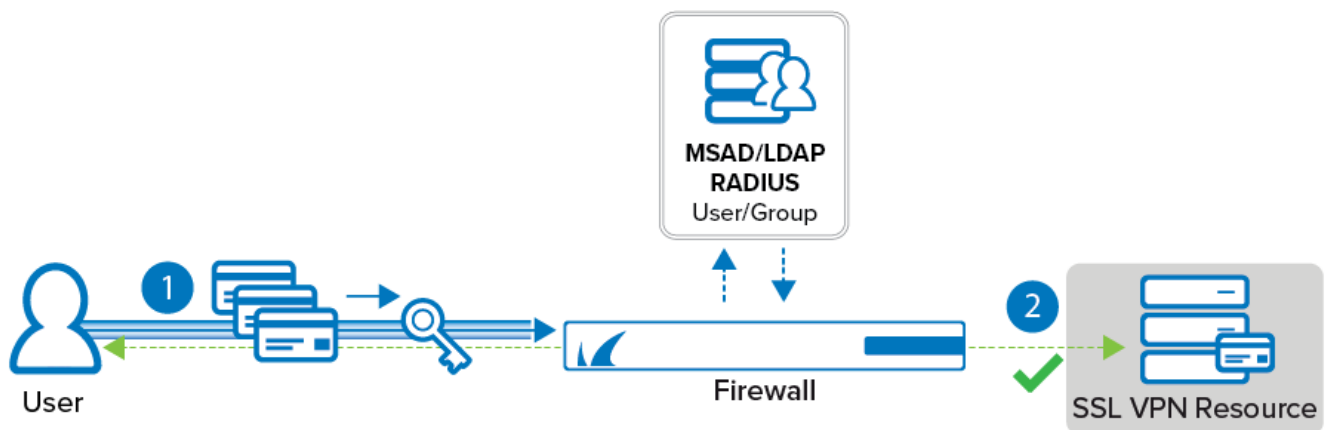 MSAD/LDAP
RADIUS
User/Group
1
2
User
Firewall
SSL VPN Resource